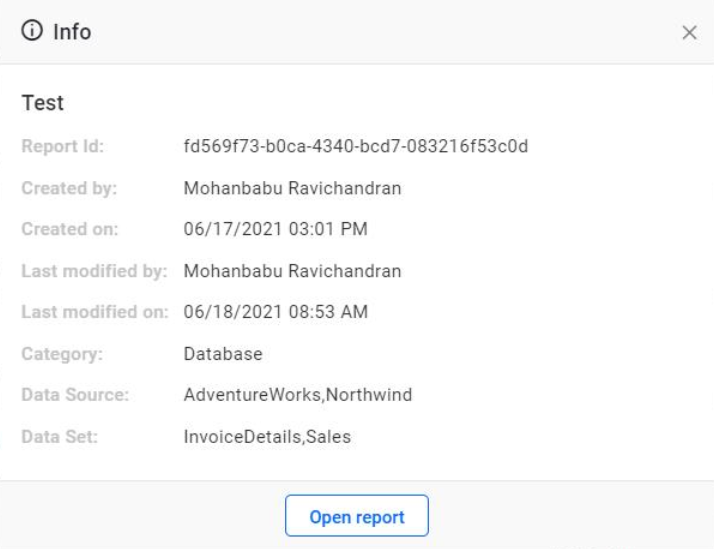 Info
Test
Report Id: fd569f73-b0ca-4340-bcd7-083216f53c0d
Created by: Mohanbabu Ravichandran
Created on: 06/17/2021 03:01 PM
Last modified by: Mohanbabu Ravichandran
Last modified on: 06/18/2021 08:53 AM
Category: Database
Data Source: AdventureWorks,Northwind
Data Set: InvoiceDetails,Sales
Open report